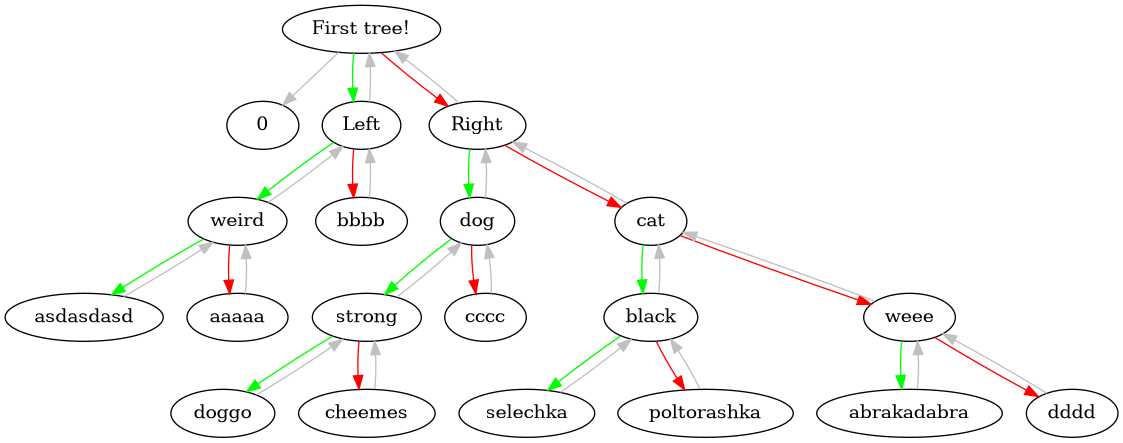 First tree!
0
Left
Right
weird
bbbb
dog
cat
asdasdasd
aaaaa
strong
cccc
black
weee
doggo
cheemes
selechka
poltorashka
abrakadabra
dddd